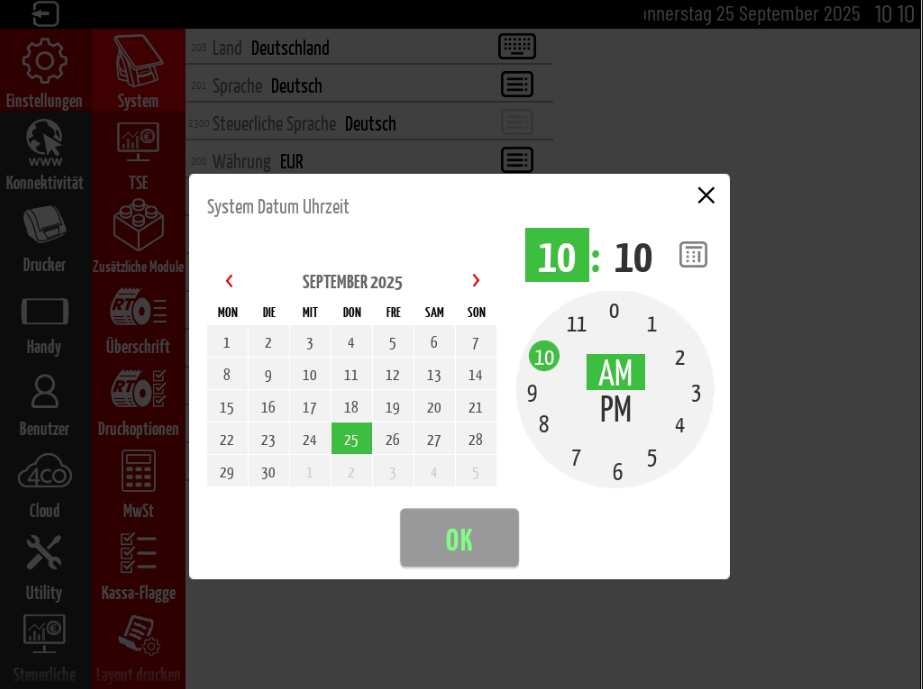 onnerstag 25 September 2025 10 10
Einstellungen
Konnektivität
Drucker
Handy
Benutzer
4CO
Cloud
Utility
Steuerliche
System
TSE
Zusätzliche Module
RT
Überschrift
RT
Druckoptionen
MwSt
Kassa-Flagge
Layout drucken
WWW
208 Land Deutschland
201 Sprache Deutsch
2300 Steuerliche Sprache Deutsch
200 Währung EUR
System Datum Uhrzeit
SEPTEMBER 2025
MON DIE MIT DON FRE SAM SON
1 2 3 4 5 6 7
8 9 10 11 12 13 14
15 16 17 18 19 20 21
22 23 24 25 26 27 28
29 30 1 2 3 4 5
10 : 10
0
11 1
10 2
9 3
8 4
7 5
6
AM
PM
OK